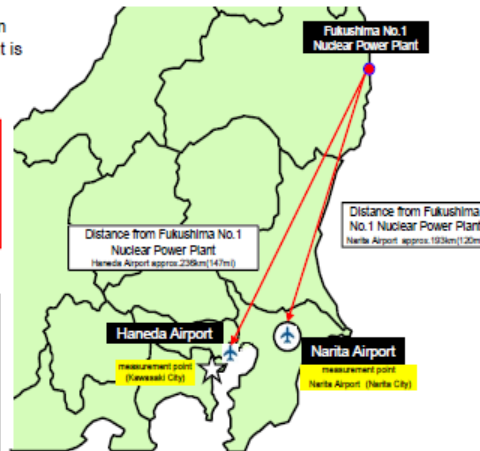 t is
Fukushima No.1
Nuclear Power Plant
Distance from Fukushima
No.1 Nuclear Power Plant
Narita Airport approx.193km(120m
Distance from Fukushima No.1
Nuclear Power Plant
Haneda Airport approx.236km(147mi)
Haneda Airport
measurement point
(Kawasaki City)
Narita Airport
measurement point
Narita Airport (Narita City)